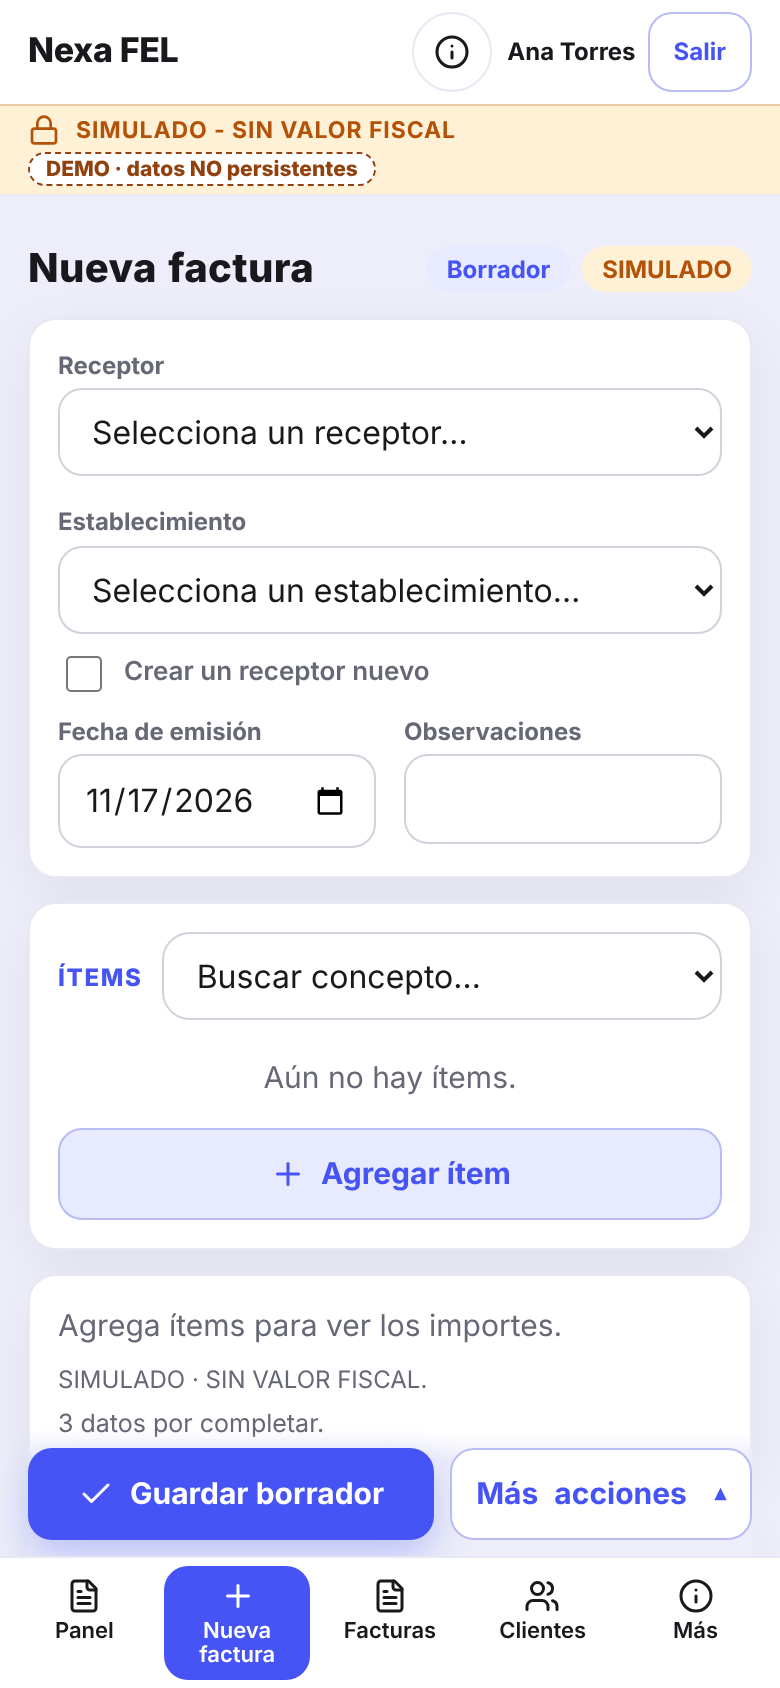 Nexa FEL
Ana Torres
Salir
SIMULADO - SIN VALOR FISCAL
DEMO · datos NO persistentes
Nueva factura
Borrador
SIMULADO
Receptor
Selecciona un receptor...
Establecimiento
Selecciona un establecimiento...
Crear un receptor nuevo
Fecha de emisión
Observaciones
11/17/2026
ÍTEMS
Buscar concepto...
Aún no hay ítems.
Agregar ítem
Agrega ítems para ver los importes.
SIMULADO · SIN VALOR FISCAL.
3 datos por completar.
Guardar borrador
Más acciones ▲
Panel
Nueva
factura
Facturas
Clientes
Más